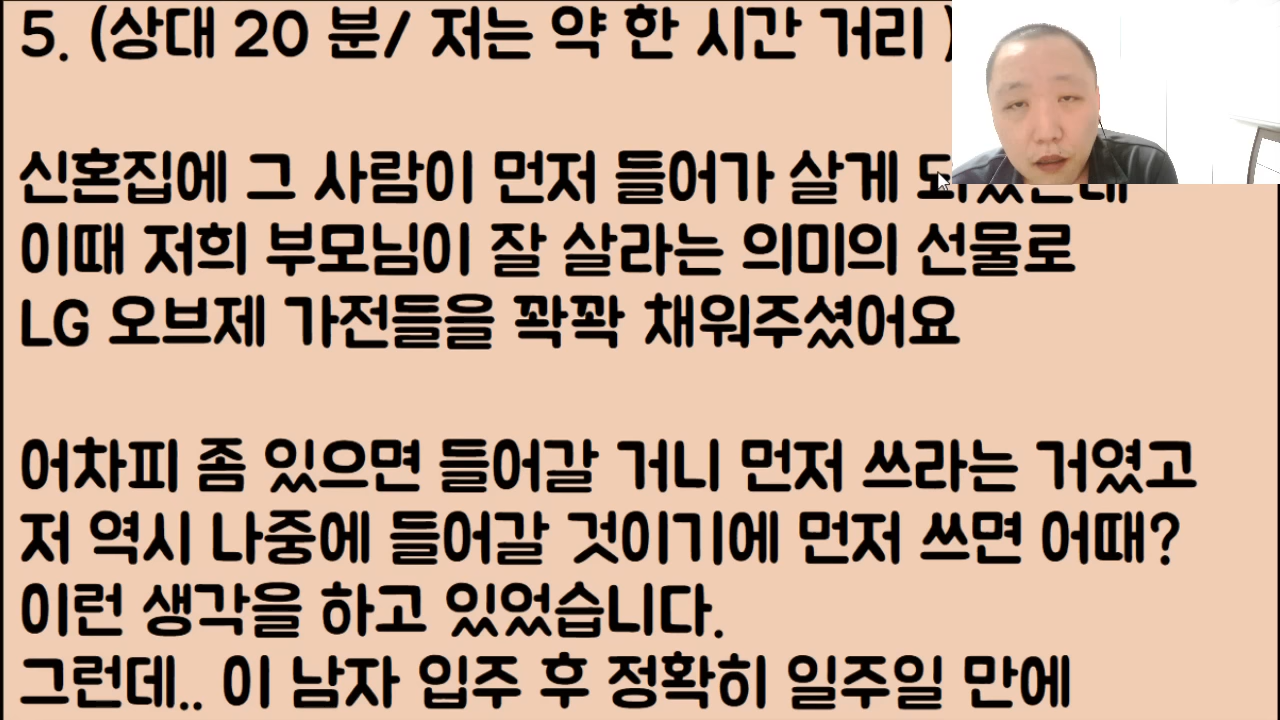 5. (상대 20 분/ 저는 약 한 시간 거리 )
신혼집에 그 사람이 먼저 들어가 살게
이때 저희 부모님이 잘 살라는 의미의 선물로
LG 오브제 가전들을 꽉꽉 채워주셨어요
어차피 좀 있으면 들어갈 거니 먼저 쓰라는 거였고
저 역시 나중에 들어갈 것이기에 먼저 쓰면 어때?
이런 생각을 하고 있었습니다.
그런데.. 이 남자 입주 후 정확히 일주일 만에